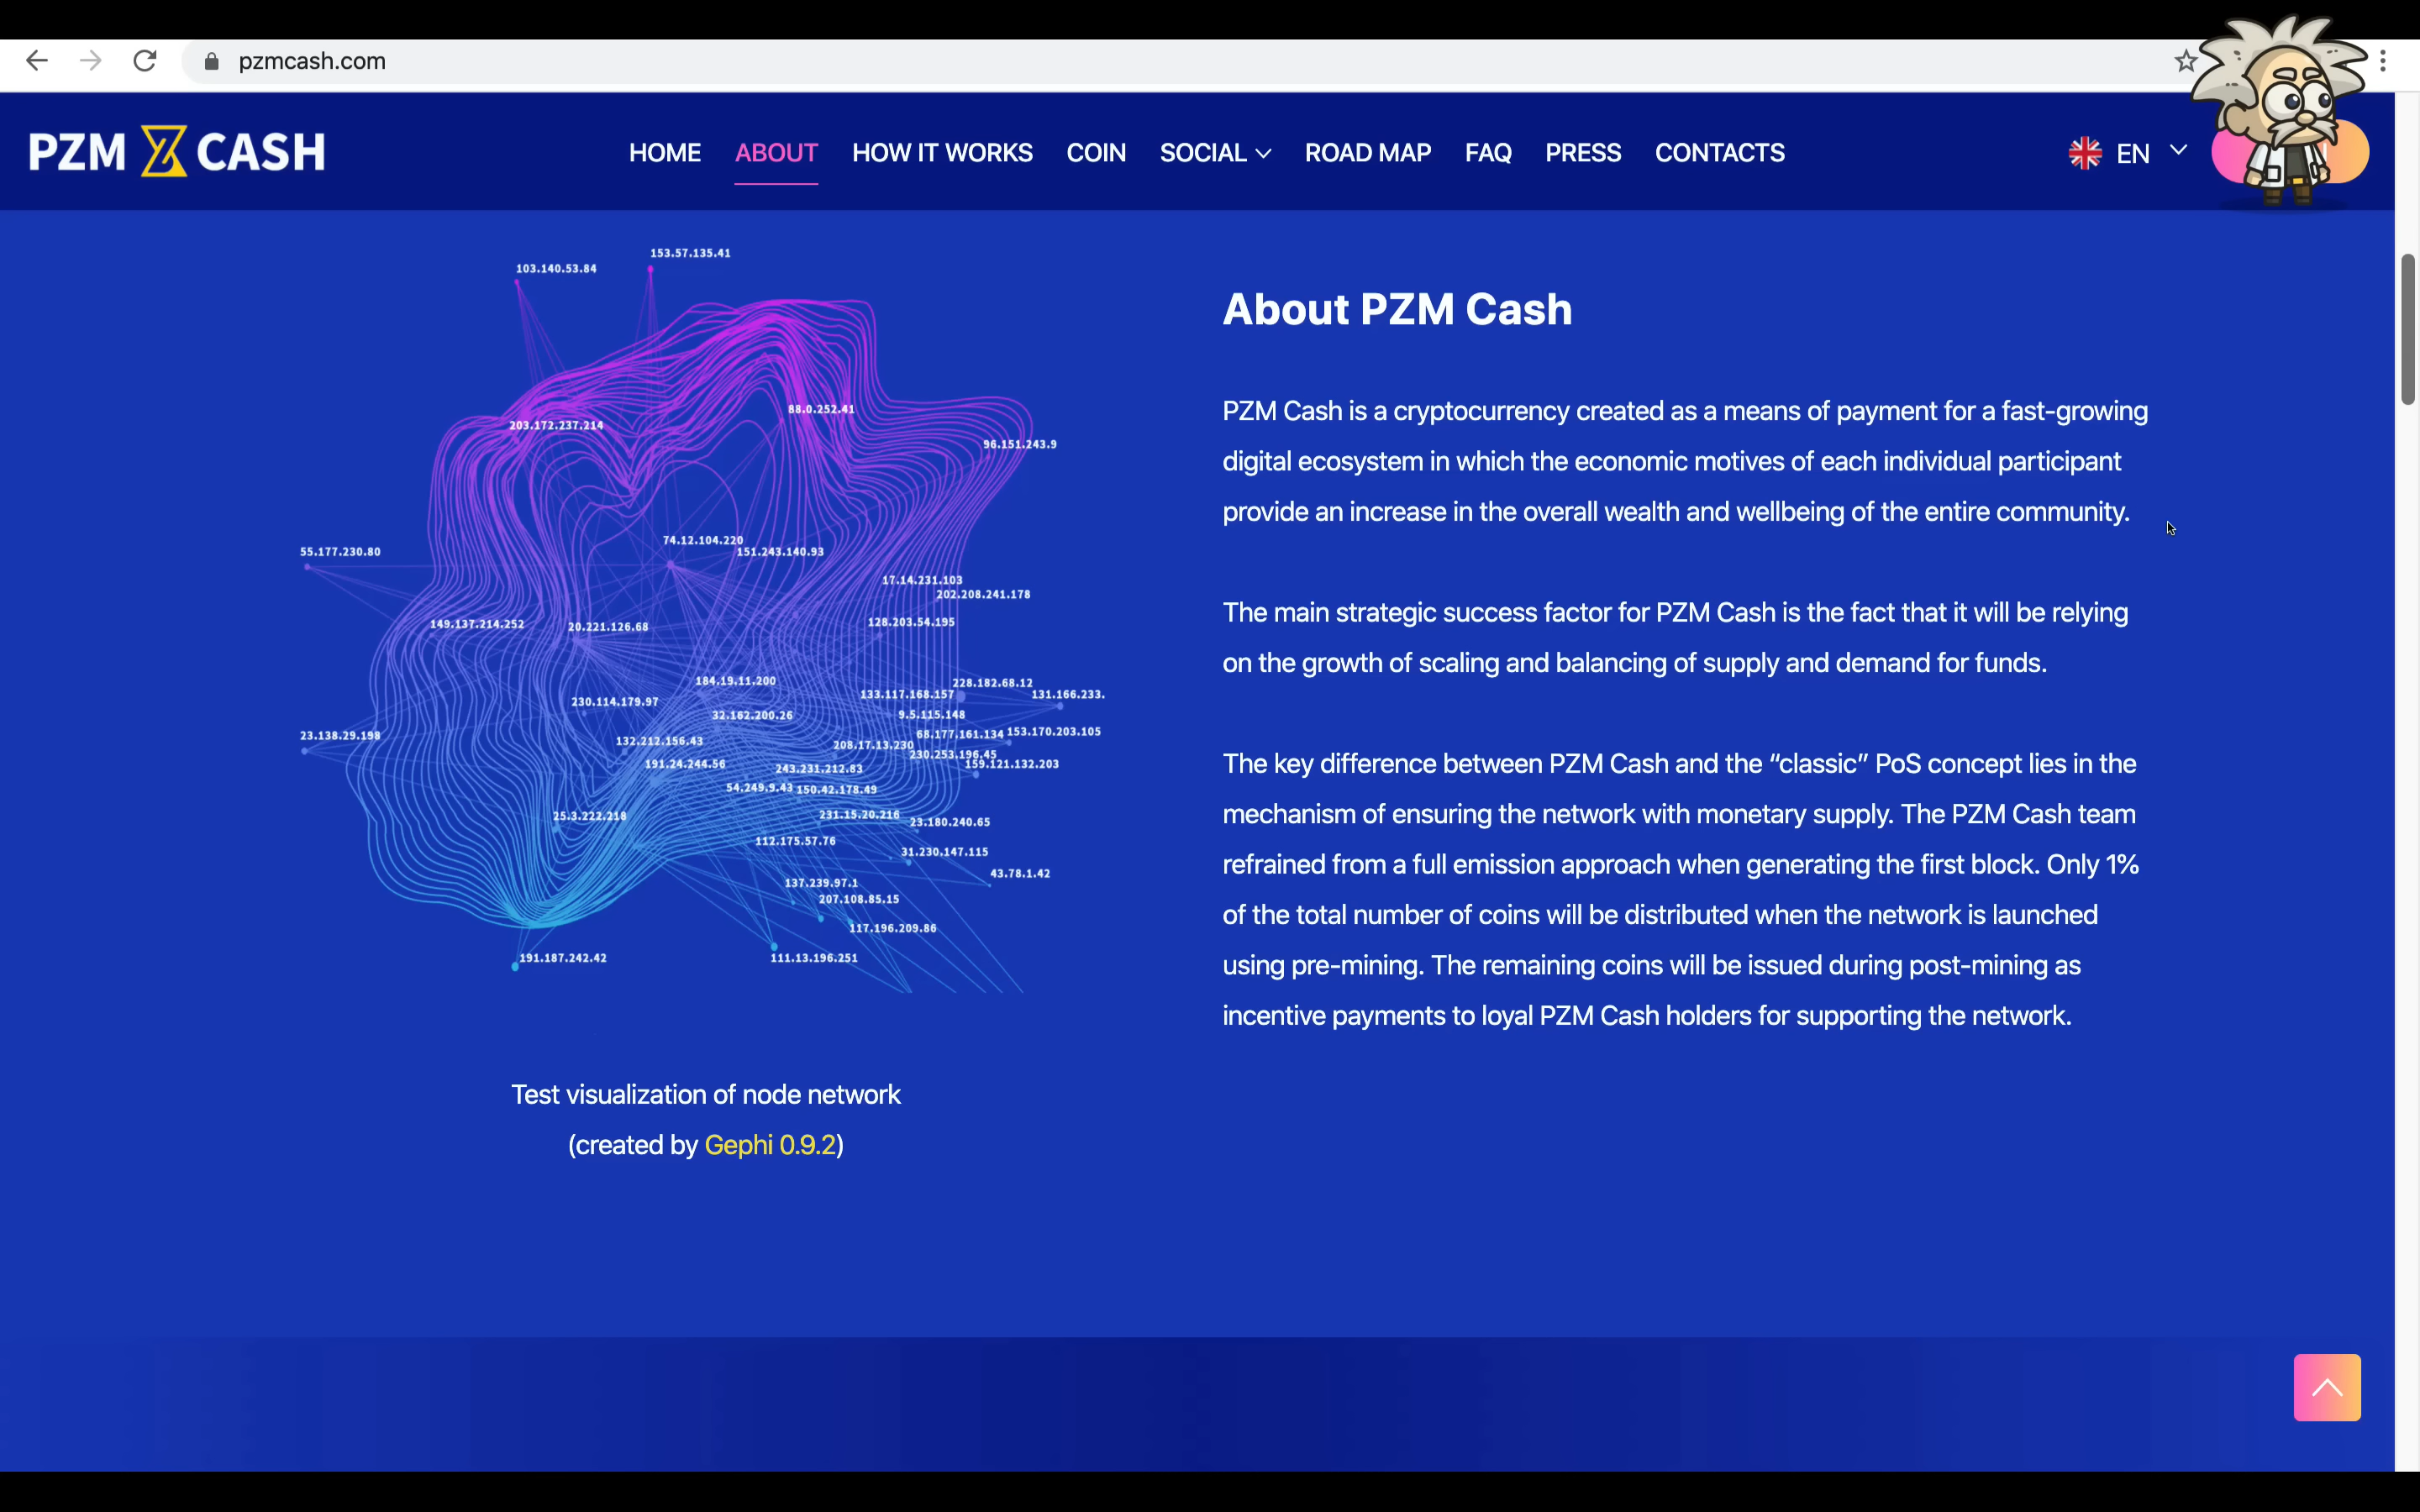 pzmcash.com
PZM CASH
HOME ABOUT HOW IT WORKS COIN SOCIAL ROAD MAP FAQ PRESS CONTACTS
EN
153.57.135.41
103.140.53.84
88.0.252.41
203.172.237.214
96.151.243.9
74.12.104.220
55.177.230.80
151.243.140.93
17.14.231.103
202.208.241.178
149.137.214.252
20.221.126.68
128.203.54.195
184.19.11.200
228.182.68.12
133.117.168.157
131.166.233.
230.114.179.97
32.162.200.26
9.5.115.148
23.138.29.198
68.177.161.134
153.170.203.105
132.212.156.43
208.17.13.230
230.253.196.45
191.24.244.56
243.231.212.83
159.121.132.203
54.249.9.43
150.42.178.49
25.3.222.218
231.15.20.216
23.180.240.65
112.175.57.76
31.230.147.115
43.78.1.42
137.239.97.1
207.108.85.15
117.196.209.86
191.187.242.42
111.13.196.251
Test visualization of node network
(created by Gephi 0.9.2)
About PZM Cash
PZM Cash is a cryptocurrency created as a means of payment for a fast-growing
digital ecosystem in which the economic motives of each individual participant
provide an increase in the overall wealth and wellbeing of the entire community.
The main strategic success factor for PZM Cash is the fact that it will be relying
on the growth of scaling and balancing of supply and demand for funds.
The key difference between PZM Cash and the “classic” PoS concept lies in the
mechanism of ensuring the network with monetary supply. The PZM Cash team
refrained from a full emission approach when generating the first block. Only 1%
of the total number of coins will be distributed when the network is launched
using pre-mining. The remaining coins will be issued during post-mining as
incentive payments to loyal PZM Cash holders for supporting the network.